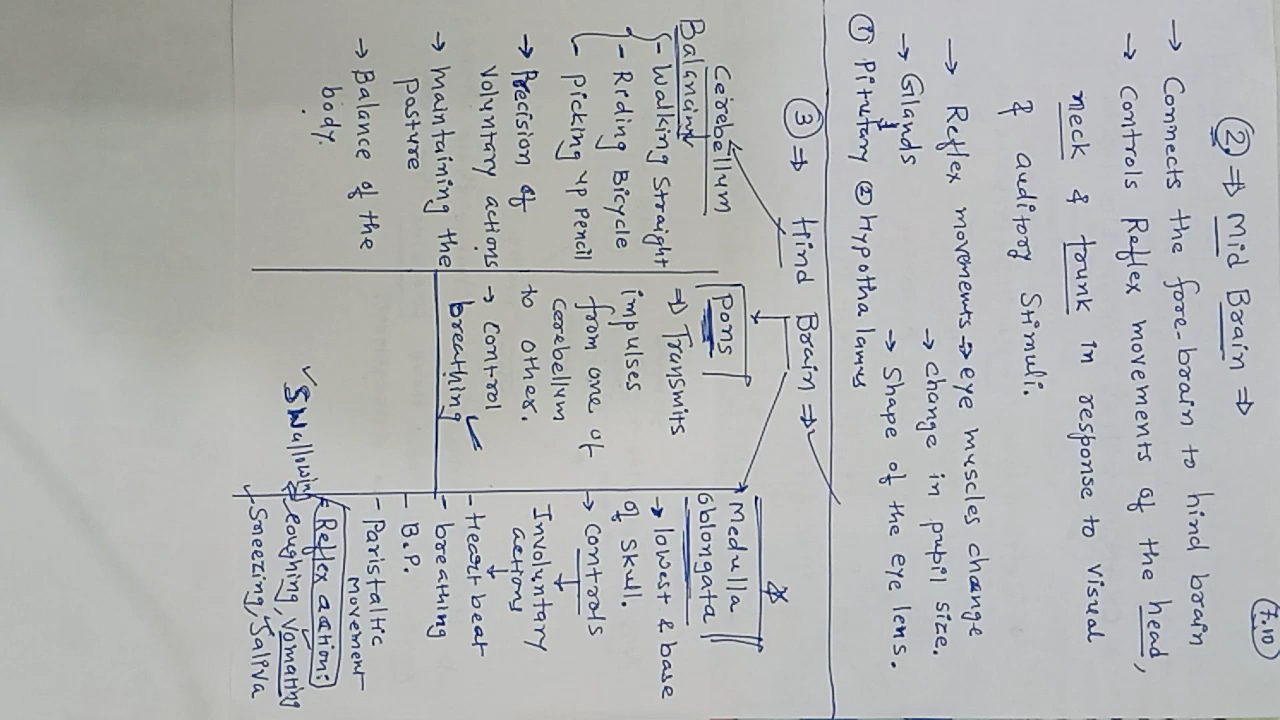 7.10
② ⇒ Mid Brain ⇒
→ Connects the fore-brain to hind brain
→ Controls Reflex movements of the head,
neck & trunk in response to visual
& auditory Stimuli.
→ Reflex movements → eye muscles change
→ change in pupil size.
→ Shape of the eye lens.
→ Glands
① Pitutary ② Hypothalamus
③ ⇒ Hind Brain ⇒
Cerebellum
Balancing
- Walking Straight
- Riding Bicycle
- picking up pencil
→ Precision of
voluntary actions
→ Maintaining the
pasture
→ Balance of the
body.
Pons
⇒ Transmits
impulses
from one of
Cerebellum
to other.
→ Control
breathing
Medulla
Oblongata
→ lowest & base
of skull.
→ Controls
Involuntary
actions
- Heart beat
- breathing
- B.P.
- Paristaltic
movement
Reflex actions:
Swallowing, coughing, Vomating
Sneezing, Saliva